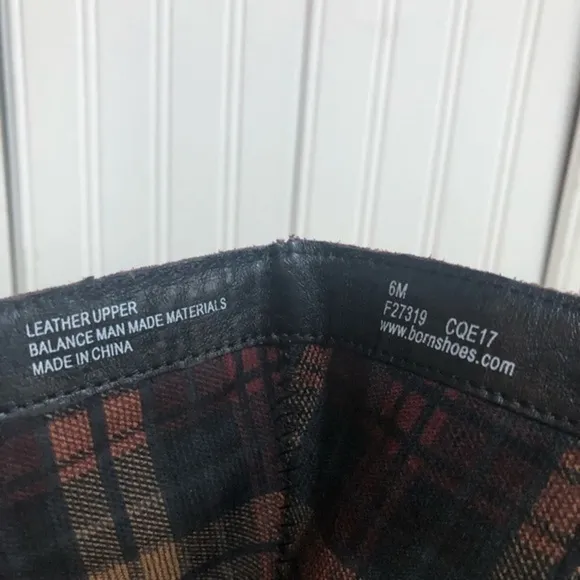 LEATHER UPPER
BALANCE MAN MADE MATERIALS
MADE IN CHINA
6M
F27319 CQE17
www.bornshoes.com